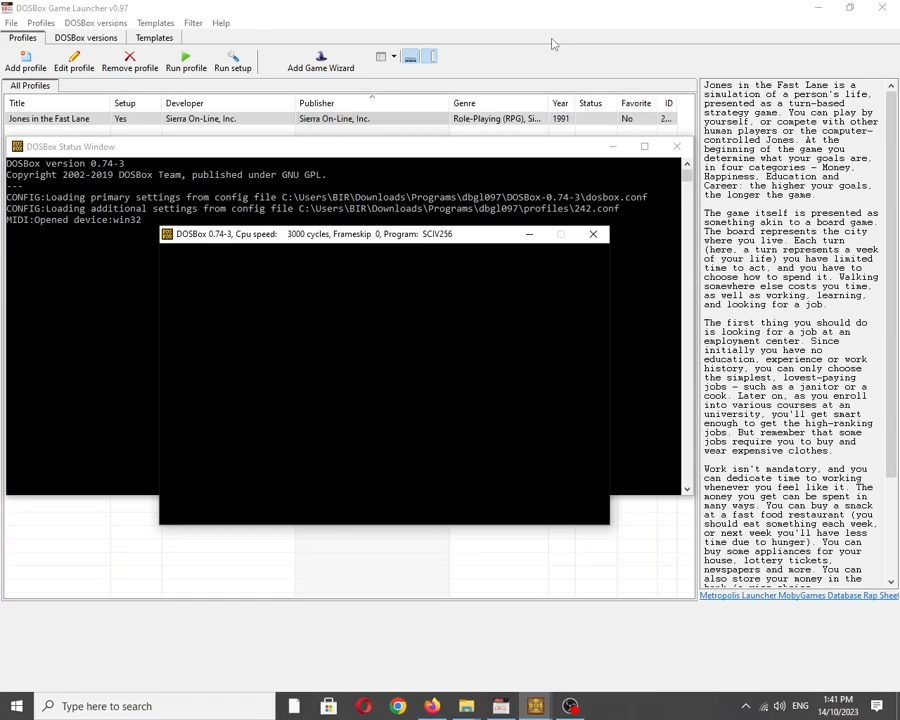 DOSBox Game Launcher v0.97
File Profiles DOSBox versions Templates Filter Help
Profiles DOSBox versions Templates
Add profile Edit profile Remove profile Run profile Run setup Add Game Wizard
All Profiles
Title Setup Developer Publisher Genre Year Status Favorite ID
Jones in the Fast Lane Yes Sierra On-Line, Inc. Sierra On-Line, Inc. Role-Playing (RPG), Si... 1991 No 2...
DOSBox Status Window
DOSBox version 0.74-3
Copyright 2002-2019 DOSBox Team, published under GNU GPL.
---
CONFIG:Loading primary settings from config file C:\Users\BIR\Downloads\Programs\dbgl097\DOSBox-0.74-3\dosbox.conf
CONFIG:Loading additional settings from config file C:\Users\BIR\Downloads\Programs\dbgl097\profiles\242.conf
MIDI:Opened device:win32
DOSBox 0.74-3, Cpu speed: 3000 cycles, Frameskip 0, Program: SCIV256
Jones in the Fast Lane is a
simulation of a person's life,
presented as a turn-based
strategy game. You can play by
yourself, or compete with other
human players or the computer-
controlled Jones. At the
beginning of the game you
determine what your goals are,
in four categories - Money,
Happiness, Education and
Career: the higher your goals,
the longer the game.
The game itself is presented as
something akin to a board game.
The board represents the city
where you live. Each turn
(here, a turn represents a week
of your life) you have limited
time to act, and you have to
choose how to spend it. Walking
somewhere else costs you time,
as well as working, learning,
and looking for a job.
The first thing you should do
is looking for a job at an
employment center. Since
initially you have no
education, experience or work
history, you can only choose
the simplest, lowest-paying
jobs - such as a janitor or a
cook. Later on, as you enroll
into various courses at an
university, you'll get smart
enough to get the high-ranking
jobs. But remember that some
jobs require you to buy and
wear expensive clothes.
Work isn't mandatory, and you
can dedicate time to working
whenever you feel like it. The
money you get can be spent in
many ways. You can buy a snack
at a fast food restaurant (you
should eat something each week,
or next week you'll have less
time due to hunger). You can
buy some appliances for your
house, lottery tickets,
newspapers and more. You can
also store your money in the
Metropolis Launcher MobyGames Database Rap Sheet
Type here to search
ENG
1:41 PM
14/10/2023